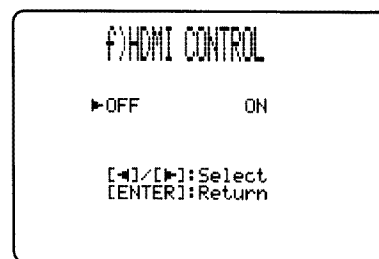 f)HDMI CONTROL
►OFF ON
[◄]/[►]:Select
[ENTER]:Return